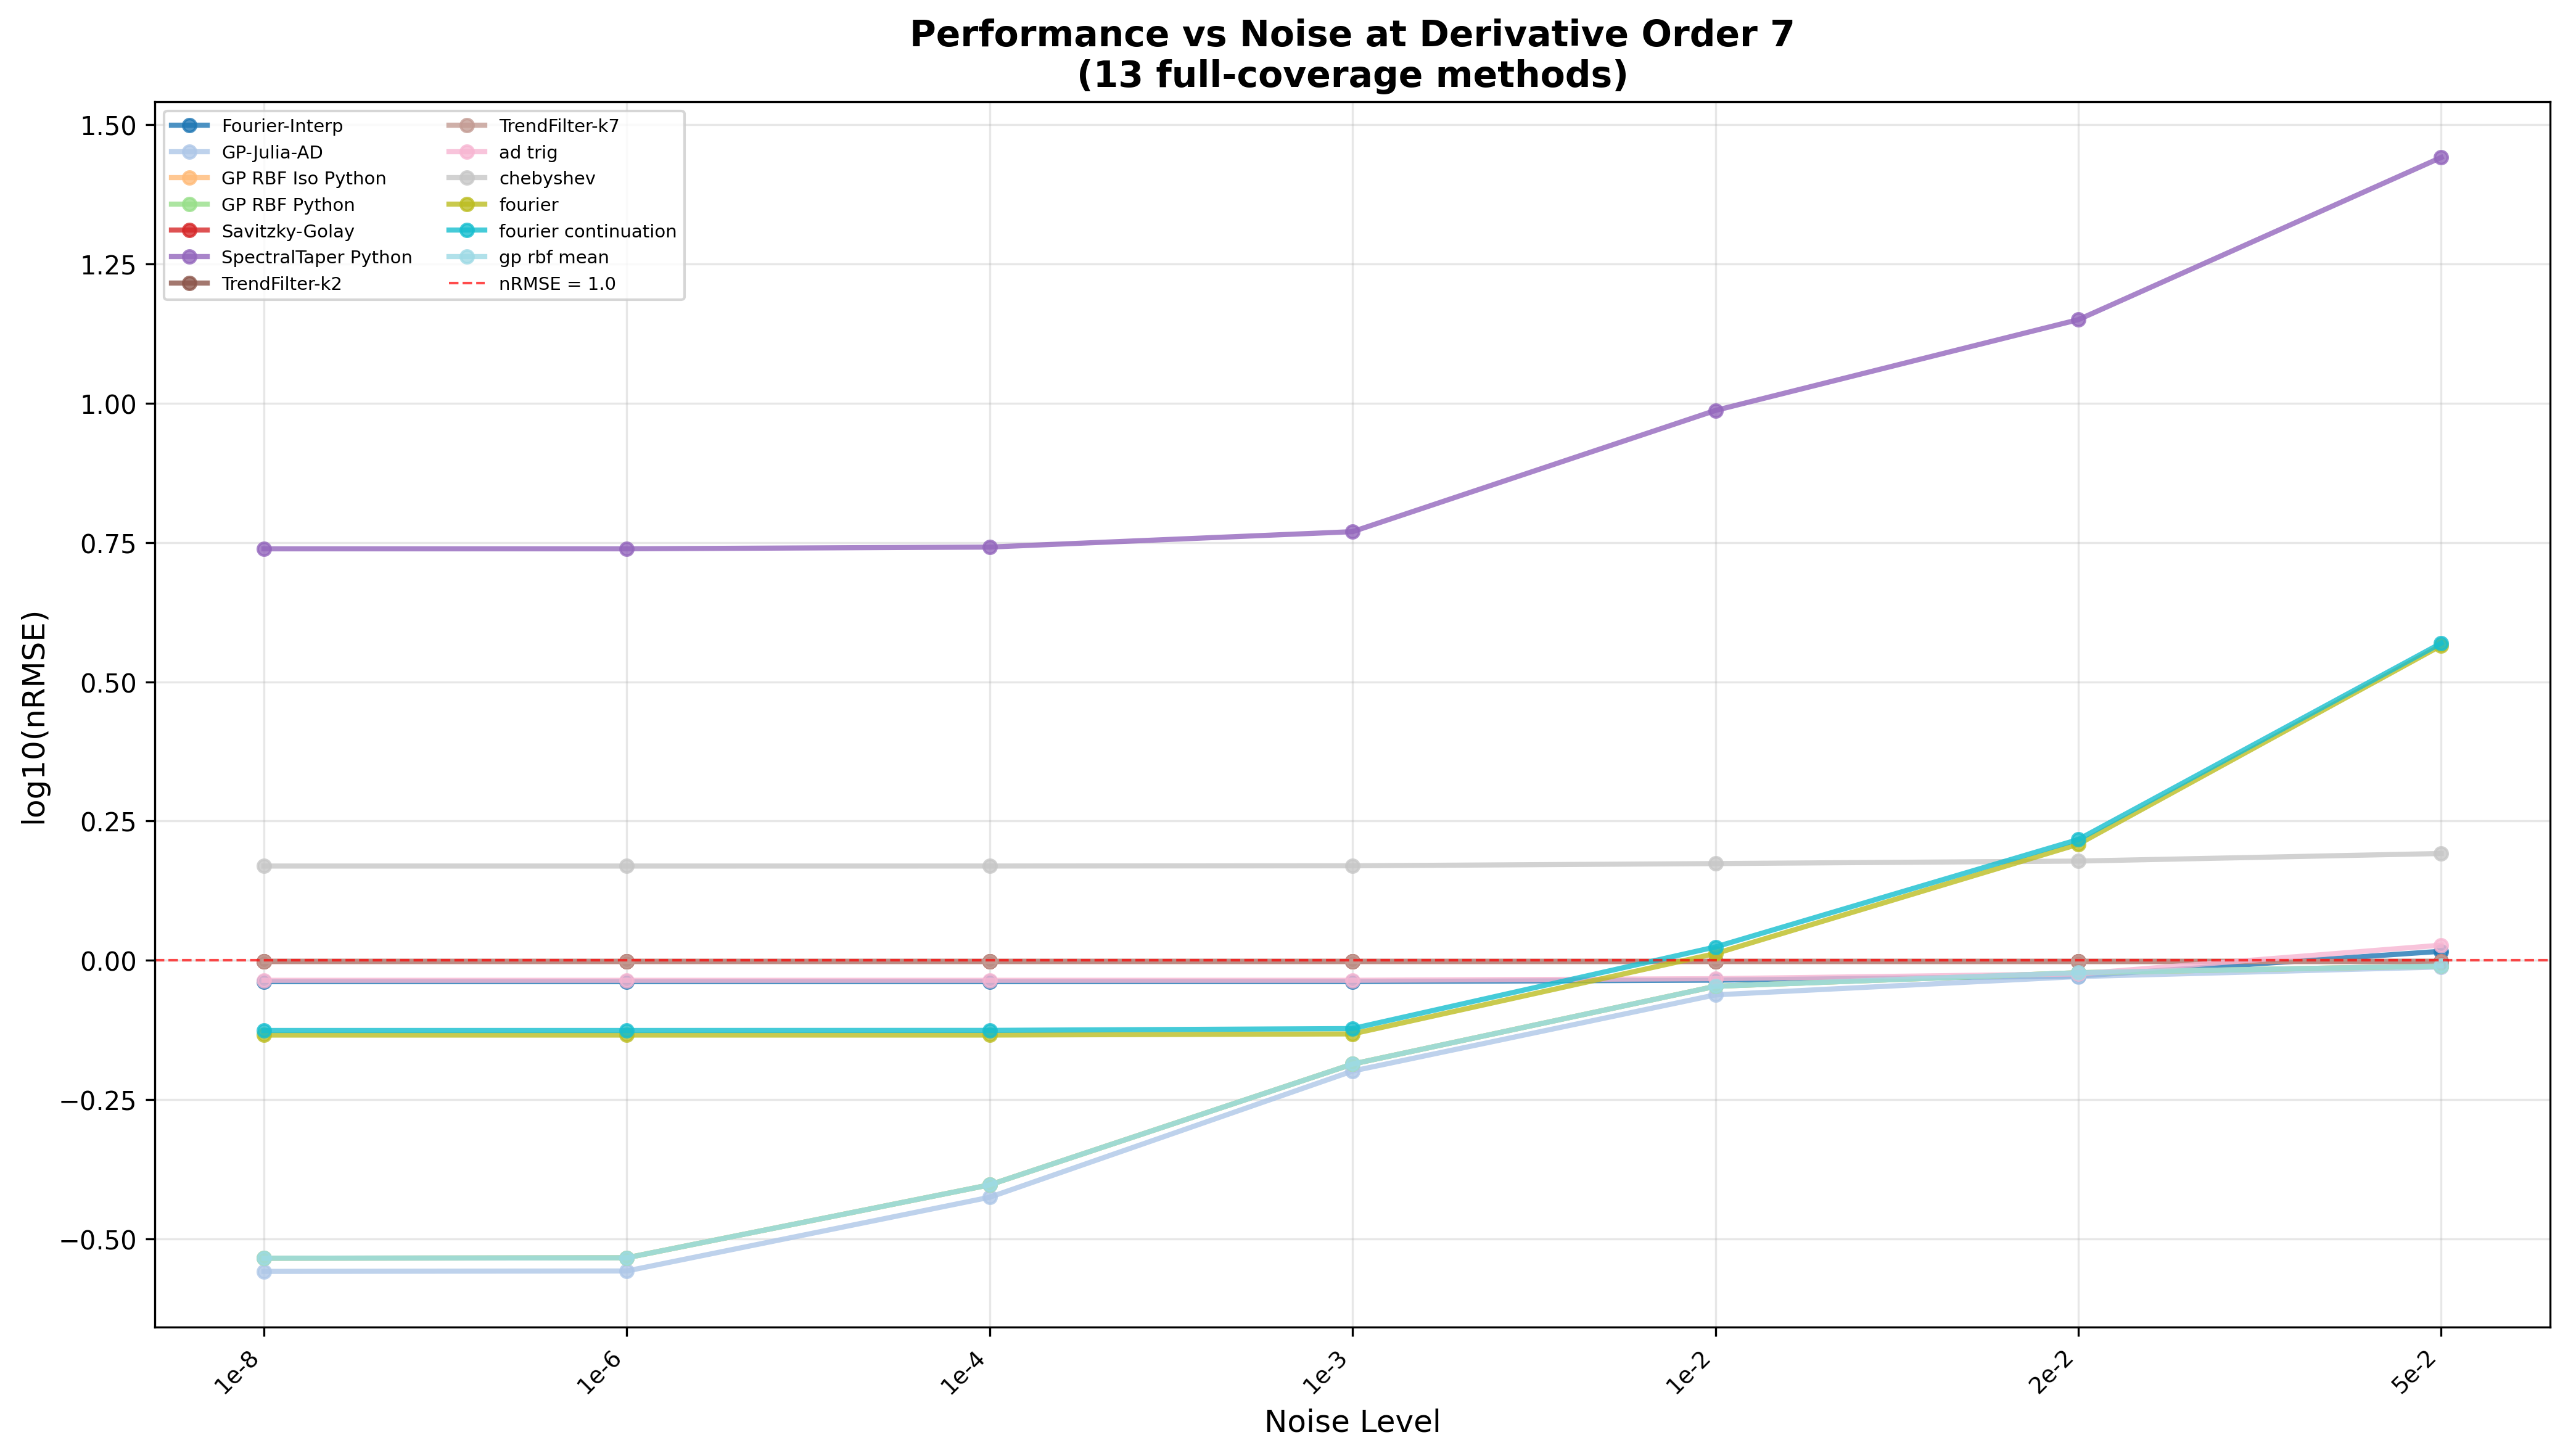 Performance vs Noise at Derivative Order 7
(13 full-coverage methods)
Fourier-Interp
GP-Julia-AD
GP RBF Iso Python
GP RBF Python
Savitzky-Golay
SpectralTaper Python
TrendFilter-k2
TrendFilter-k7
ad trig
chebyshev
fourier
fourier continuation
gp rbf mean
nRMSE = 1.0
log10(nRMSE)
1.50
1.25
1.00
0.75
0.50
0.25
0.00
−0.25
−0.50
1e-8
1e-6
1e-4
1e-3
1e-2
2e-2
5e-2
Noise Level